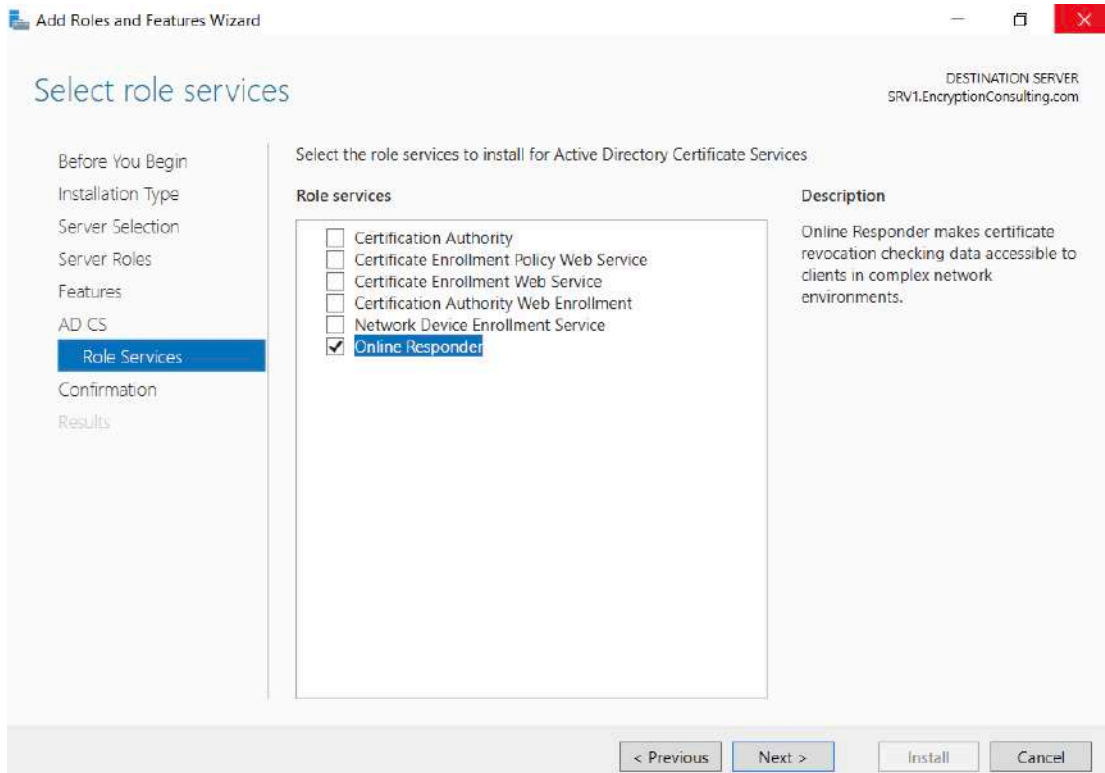 Add Roles and Features Wizard
Select role services
DESTINATION SERVER
SRV1.EncryptionConsulting.com
Before You Begin
Installation Type
Server Selection
Server Roles
Features
AD CS
Role Services
Confirmation
Results
Select the role services to install for Active Directory Certificate Services
Role services
Certification Authority
Certificate Enrollment Policy Web Service
Certificate Enrollment Web Service
Certification Authority Web Enrollment
Network Device Enrollment Service
Online Responder
Description
Online Responder makes certificate
revocation checking data accessible to
clients in complex network
environments.
< Previous
Next >
Install
Cancel